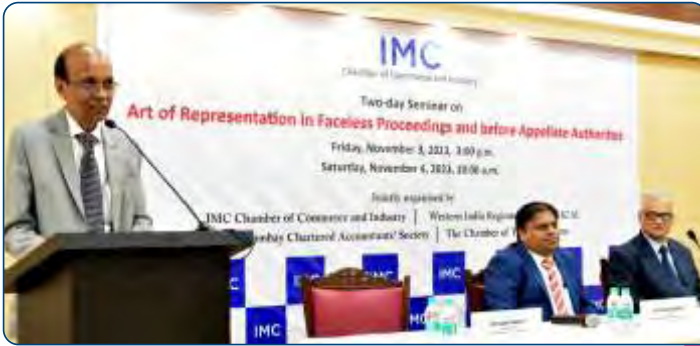 IMC
Chamber of Commerce and Industry
Two-day Seminar on
Art of Representation in Faceless Proceedings and before Appellate Authorities
Friday, November 3, 2023, 3:00 p.m.
Saturday, November 4, 2023, 10:00 a.m.
Jointly organised by
IMC Chamber of Commerce and Industry | Western India Regional
Bombay Chartered Accountants' Society | The Chamber of
IMC
IMC
IMC
IMC
IMC